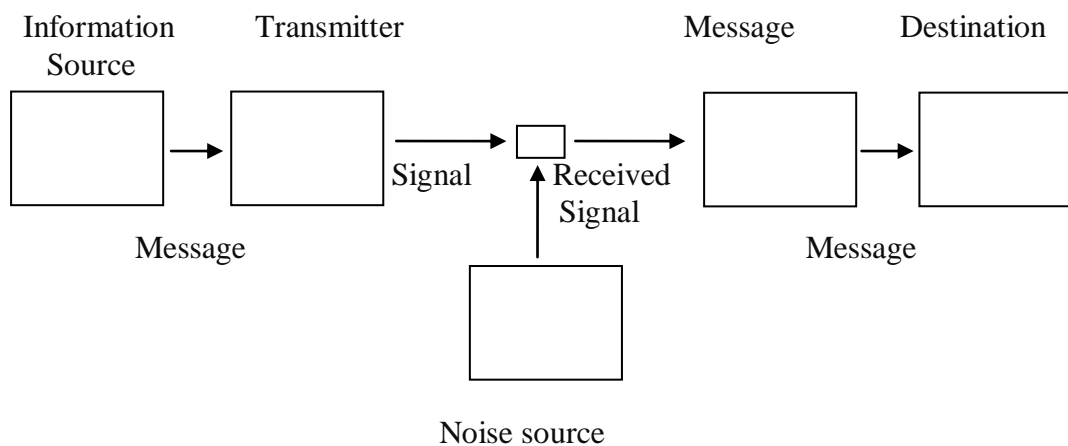 Information
Source
Transmitter
Message
Destination
Signal
Received
Signal
Message
Message
Noise source